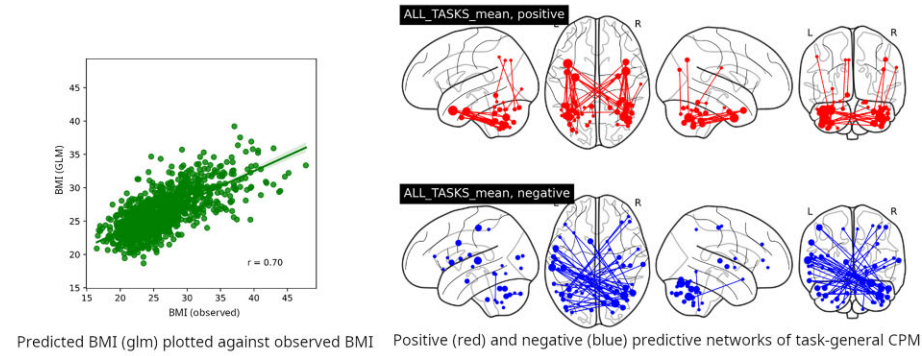 ALL_TASKS_mean, positive
L R
L R
45
40
35
30
25
20
15
BMI (GLM)
r = 0.70
15 20 25 30 35 40 45
BMI (observed)
Predicted BMI (glm) plotted against observed BMI
ALL_TASKS_mean, negative
L R
L R
Positive (red) and negative (blue) predictive networks of task-general CPM